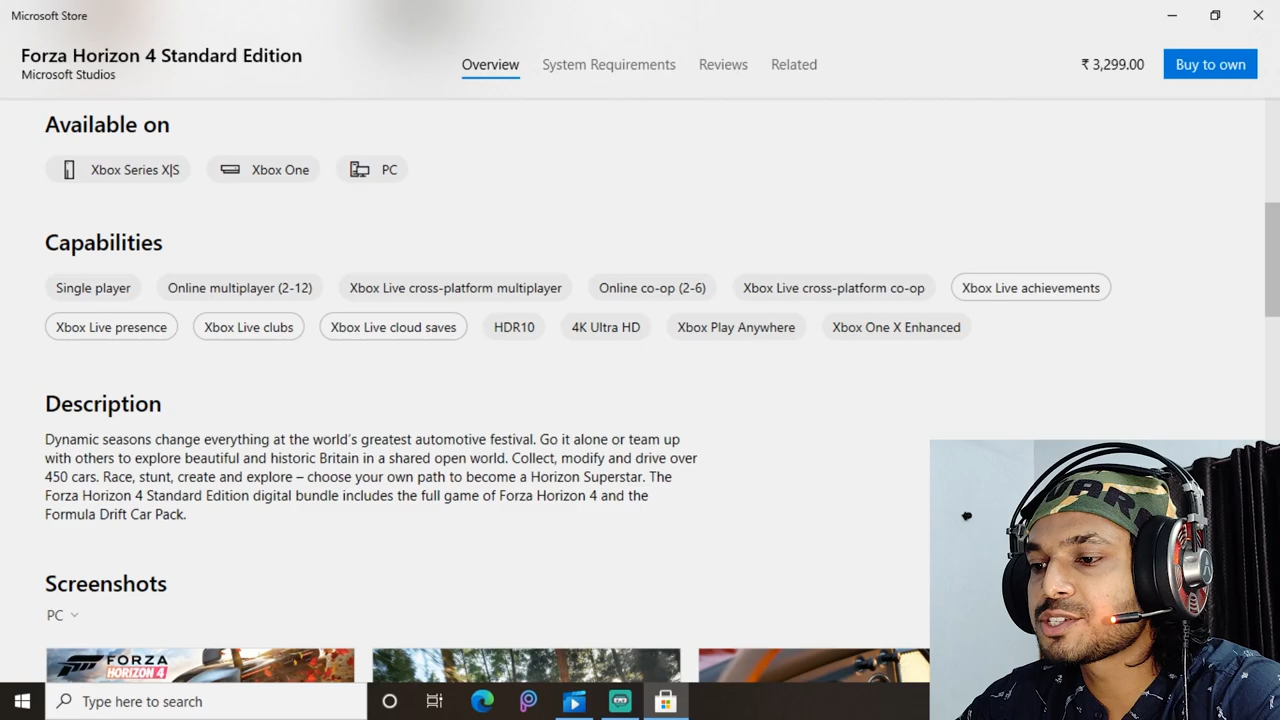 Microsoft Store
Forza Horizon 4 Standard Edition
Microsoft Studios
Overview
System Requirements
Reviews
Related
₹ 3,299.00
Buy to own
Available on
Xbox Series X|S
Xbox One
PC
Capabilities
Single player
Online multiplayer (2-12)
Xbox Live cross-platform multiplayer
Online co-op (2-6)
Xbox Live cross-platform co-op
Xbox Live achievements
Xbox Live presence
Xbox Live clubs
Xbox Live cloud saves
HDR10
4K Ultra HD
Xbox Play Anywhere
Xbox One X Enhanced
Description
Dynamic seasons change everything at the world's greatest automotive festival. Go it alone or team up
with others to explore beautiful and historic Britain in a shared open world. Collect, modify and drive over
450 cars. Race, stunt, create and explore – choose your own path to become a Horizon Superstar. The
Forza Horizon 4 Standard Edition digital bundle includes the full game of Forza Horizon 4 and the
Formula Drift Car Pack.
Screenshots
PC
FORZA
HORIZON 4
Type here to search